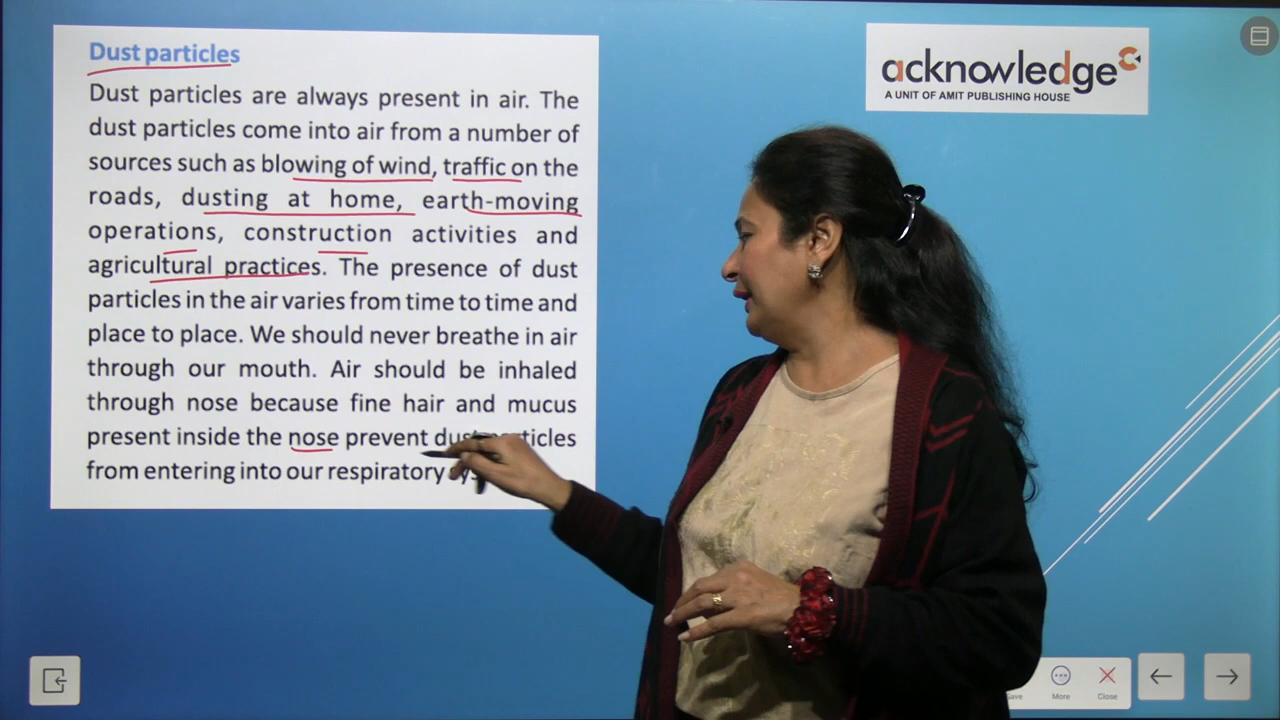 Dust particles
Dust particles are always present in air. The
dust particles come into air from a number of
sources such as blowing of wind, traffic on the
roads, dusting at home, earth-moving
operations, construction activities and
agricultural practices. The presence of dust
particles in the air varies from time to time and
place to place. We should never breathe in air
through our mouth. Air should be inhaled
through nose because fine hair and mucus
present inside the nose prevent dust particles
from entering into our respiratory
acknowledge
A UNIT OF AMIT PUBLISHING HOUSE
Save More Close